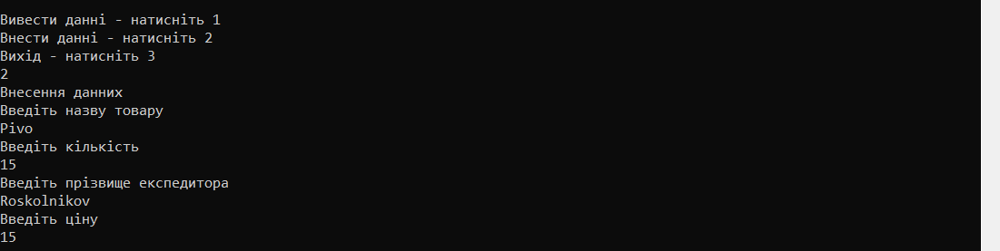 Вивести данні - натисніть 1
Внести данні - натисніть 2
Вихід - натисніть 3
2
Внесення данних
Введіть назву товару
Pivo
Введіть кількість
15
Введіть прізвище експедитора
Roskolnikov
Введіть ціну
15